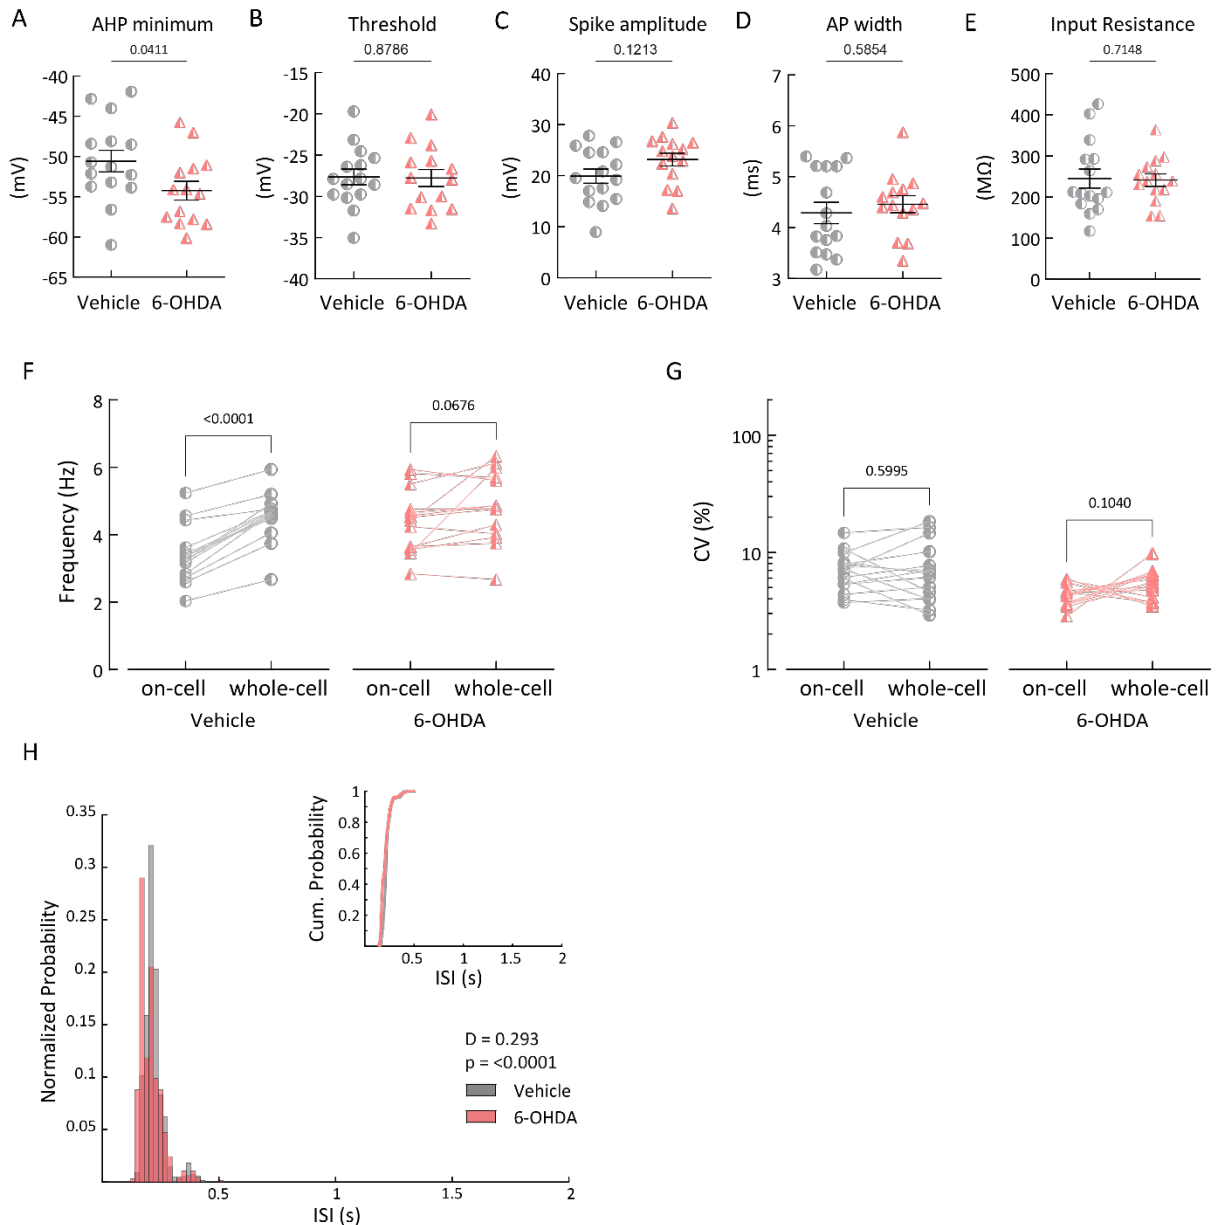 A
AHP minimum
0.0411
-40
-45
-50
-55
-60
-65
(mV)
Vehicle 6-OHDA
B
Threshold
0.8786
-15
-20
-25
-30
-35
-40
(mV)
Vehicle 6-OHDA
C
Spike amplitude
0.1213
40
30
20
10
0
(mV)
Vehicle 6-OHDA
D
AP width
0.5854
7
6
5
4
3
(ms)
Vehicle 6-OHDA
E
Input Resistance
0.7148
500
400
300
200
100
0
(MΩ)
Vehicle 6-OHDA
F
8
6
4
2
0
Frequency (Hz)
<0.0001
0.0676
on-cell whole-cell
on-cell whole-cell
Vehicle
6-OHDA
G
100
10
1
CV (%)
0.5995
0.1040
on-cell whole-cell
on-cell whole-cell
Vehicle
6-OHDA
H
0.35
0.3
0.25
0.2
0.15
0.1
0.05
Normalized Probability
0.5
1
1.5
2
ISI (s)
1
0.8
0.6
0.4
0.2
Cum. Probability
0.5
1
1.5
2
ISI (s)
D = 0.293
p = <0.0001
Vehicle
6-OHDA